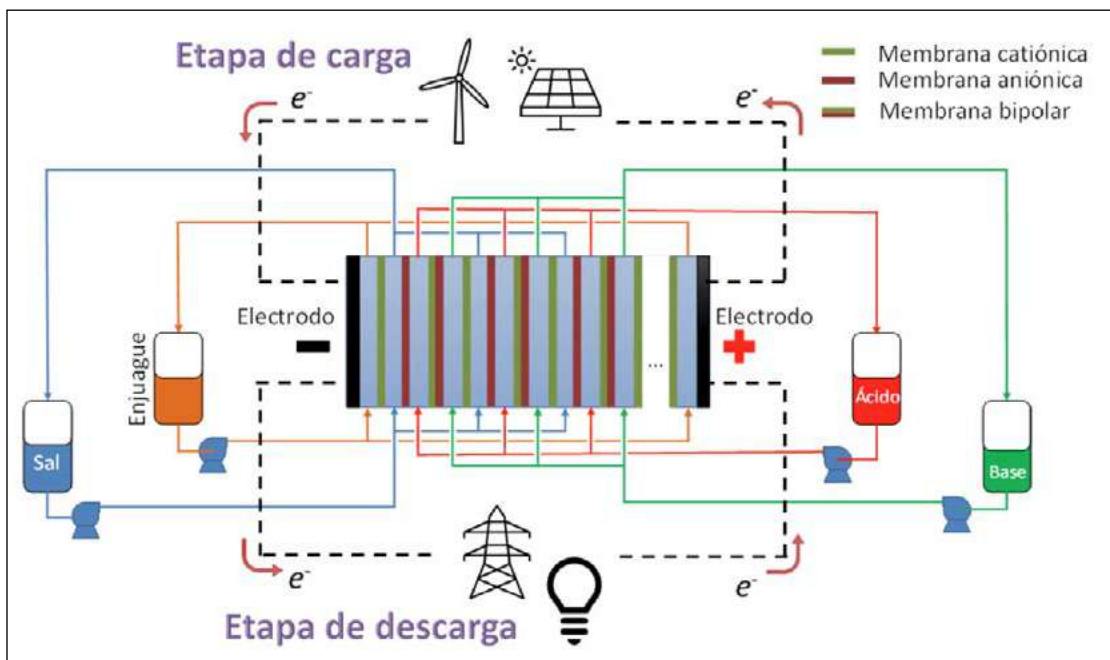 Etapa de carga
Membrana catiónica
Membrana aniónica
Membrana bipolar
e-
e-
Electrodo
Electrodo
Enjuague
...
Ácido
Sal
Base
e-
e-
Etapa de descarga